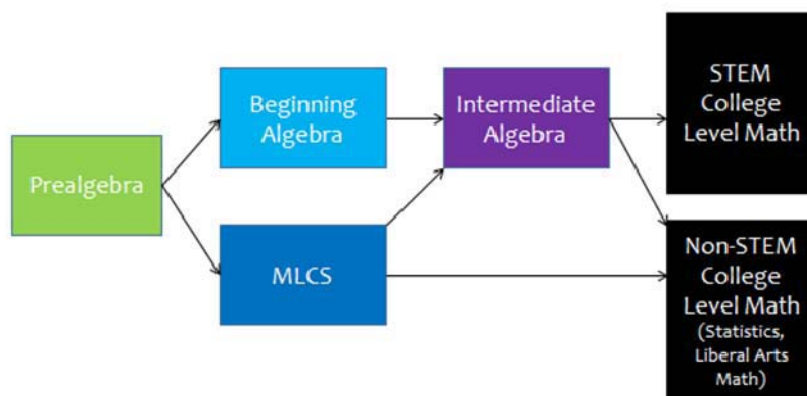 Prealgebra
Beginning
Algebra
MLCS
Intermediate
Algebra
STEM
College
Level Math
Non-STEM
College
Level Math
(Statistics,
Liberal Arts
Math)